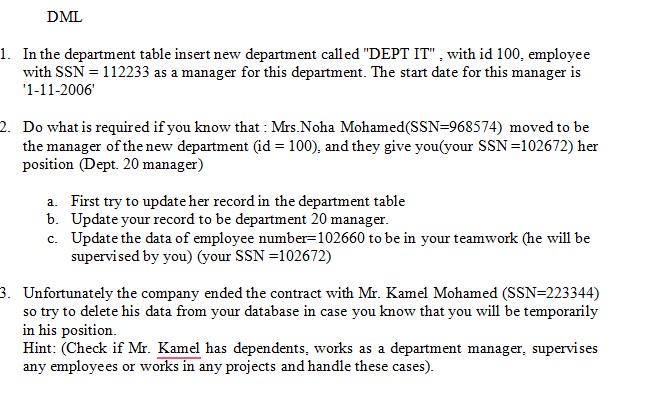 DML
1. In the department table insert new department called "DEPT IT" , with id 100, employee
with SSN = 112233 as a manager for this department. The start date for this manager is
'1-11-2006'
2. Do what is required if you know that : Mrs.Noha Mohamed(SSN=968574) moved to be
the manager of the new department (id = 100), and they give you(your SSN =102672) her
position (Dept. 20 manager)
a. First try to update her record in the department table
b. Update your record to be department 20 manager.
c. Update the data of employee number=102660 to be in your teamwork (he will be
supervised by you) (your SSN =102672)
3. Unfortunately the company ended the contract with Mr. Kamel Mohamed (SSN=223344)
so try to delete his data from your database in case you know that you will be temporarily
in his position.
Hint: (Check if Mr. Kamel has dependents, works as a department manager, supervises
any employees or works in any projects and handle these cases).